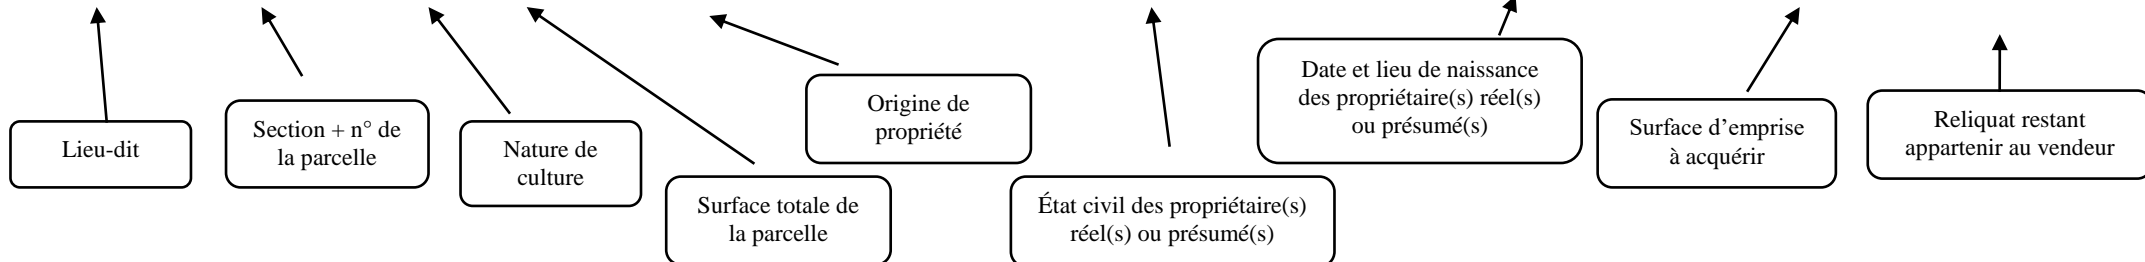 Lieu-dit
Section + n° de
la parcelle
Nature de
culture
Surface totale de
la parcelle
Origine de
propriété
État civil des propriétaire(s)
réel(s) ou présumé(s)
Date et lieu de naissance
des propriétaire(s) réel(s)
ou présumé(s)
Surface d’emprise
à acquérir
Reliquat restant
appartenir au vendeur